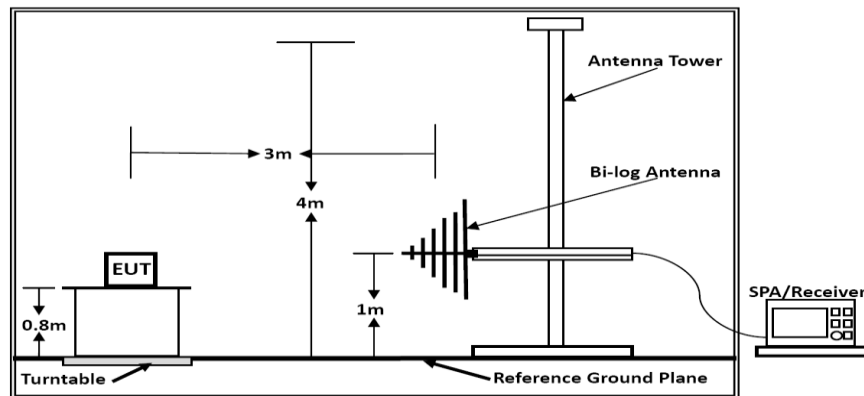 Antenna Tower
3m
Bi-log Antenna
4m
EUT
SPA/Receiver
0.8m
1m
Turntable
Reference Ground Plane